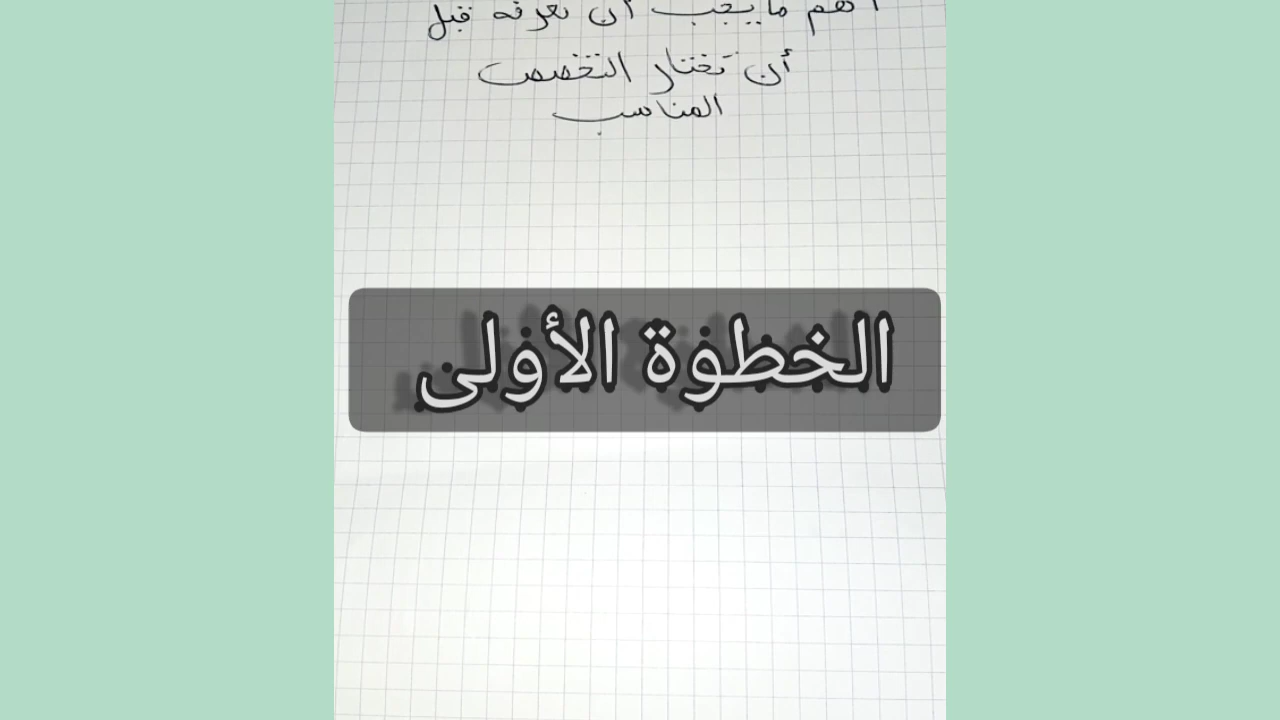 أهم ما يجب أن تعرفه قبل
أن تختار التخصص
المناسب
الخطوة الأولى